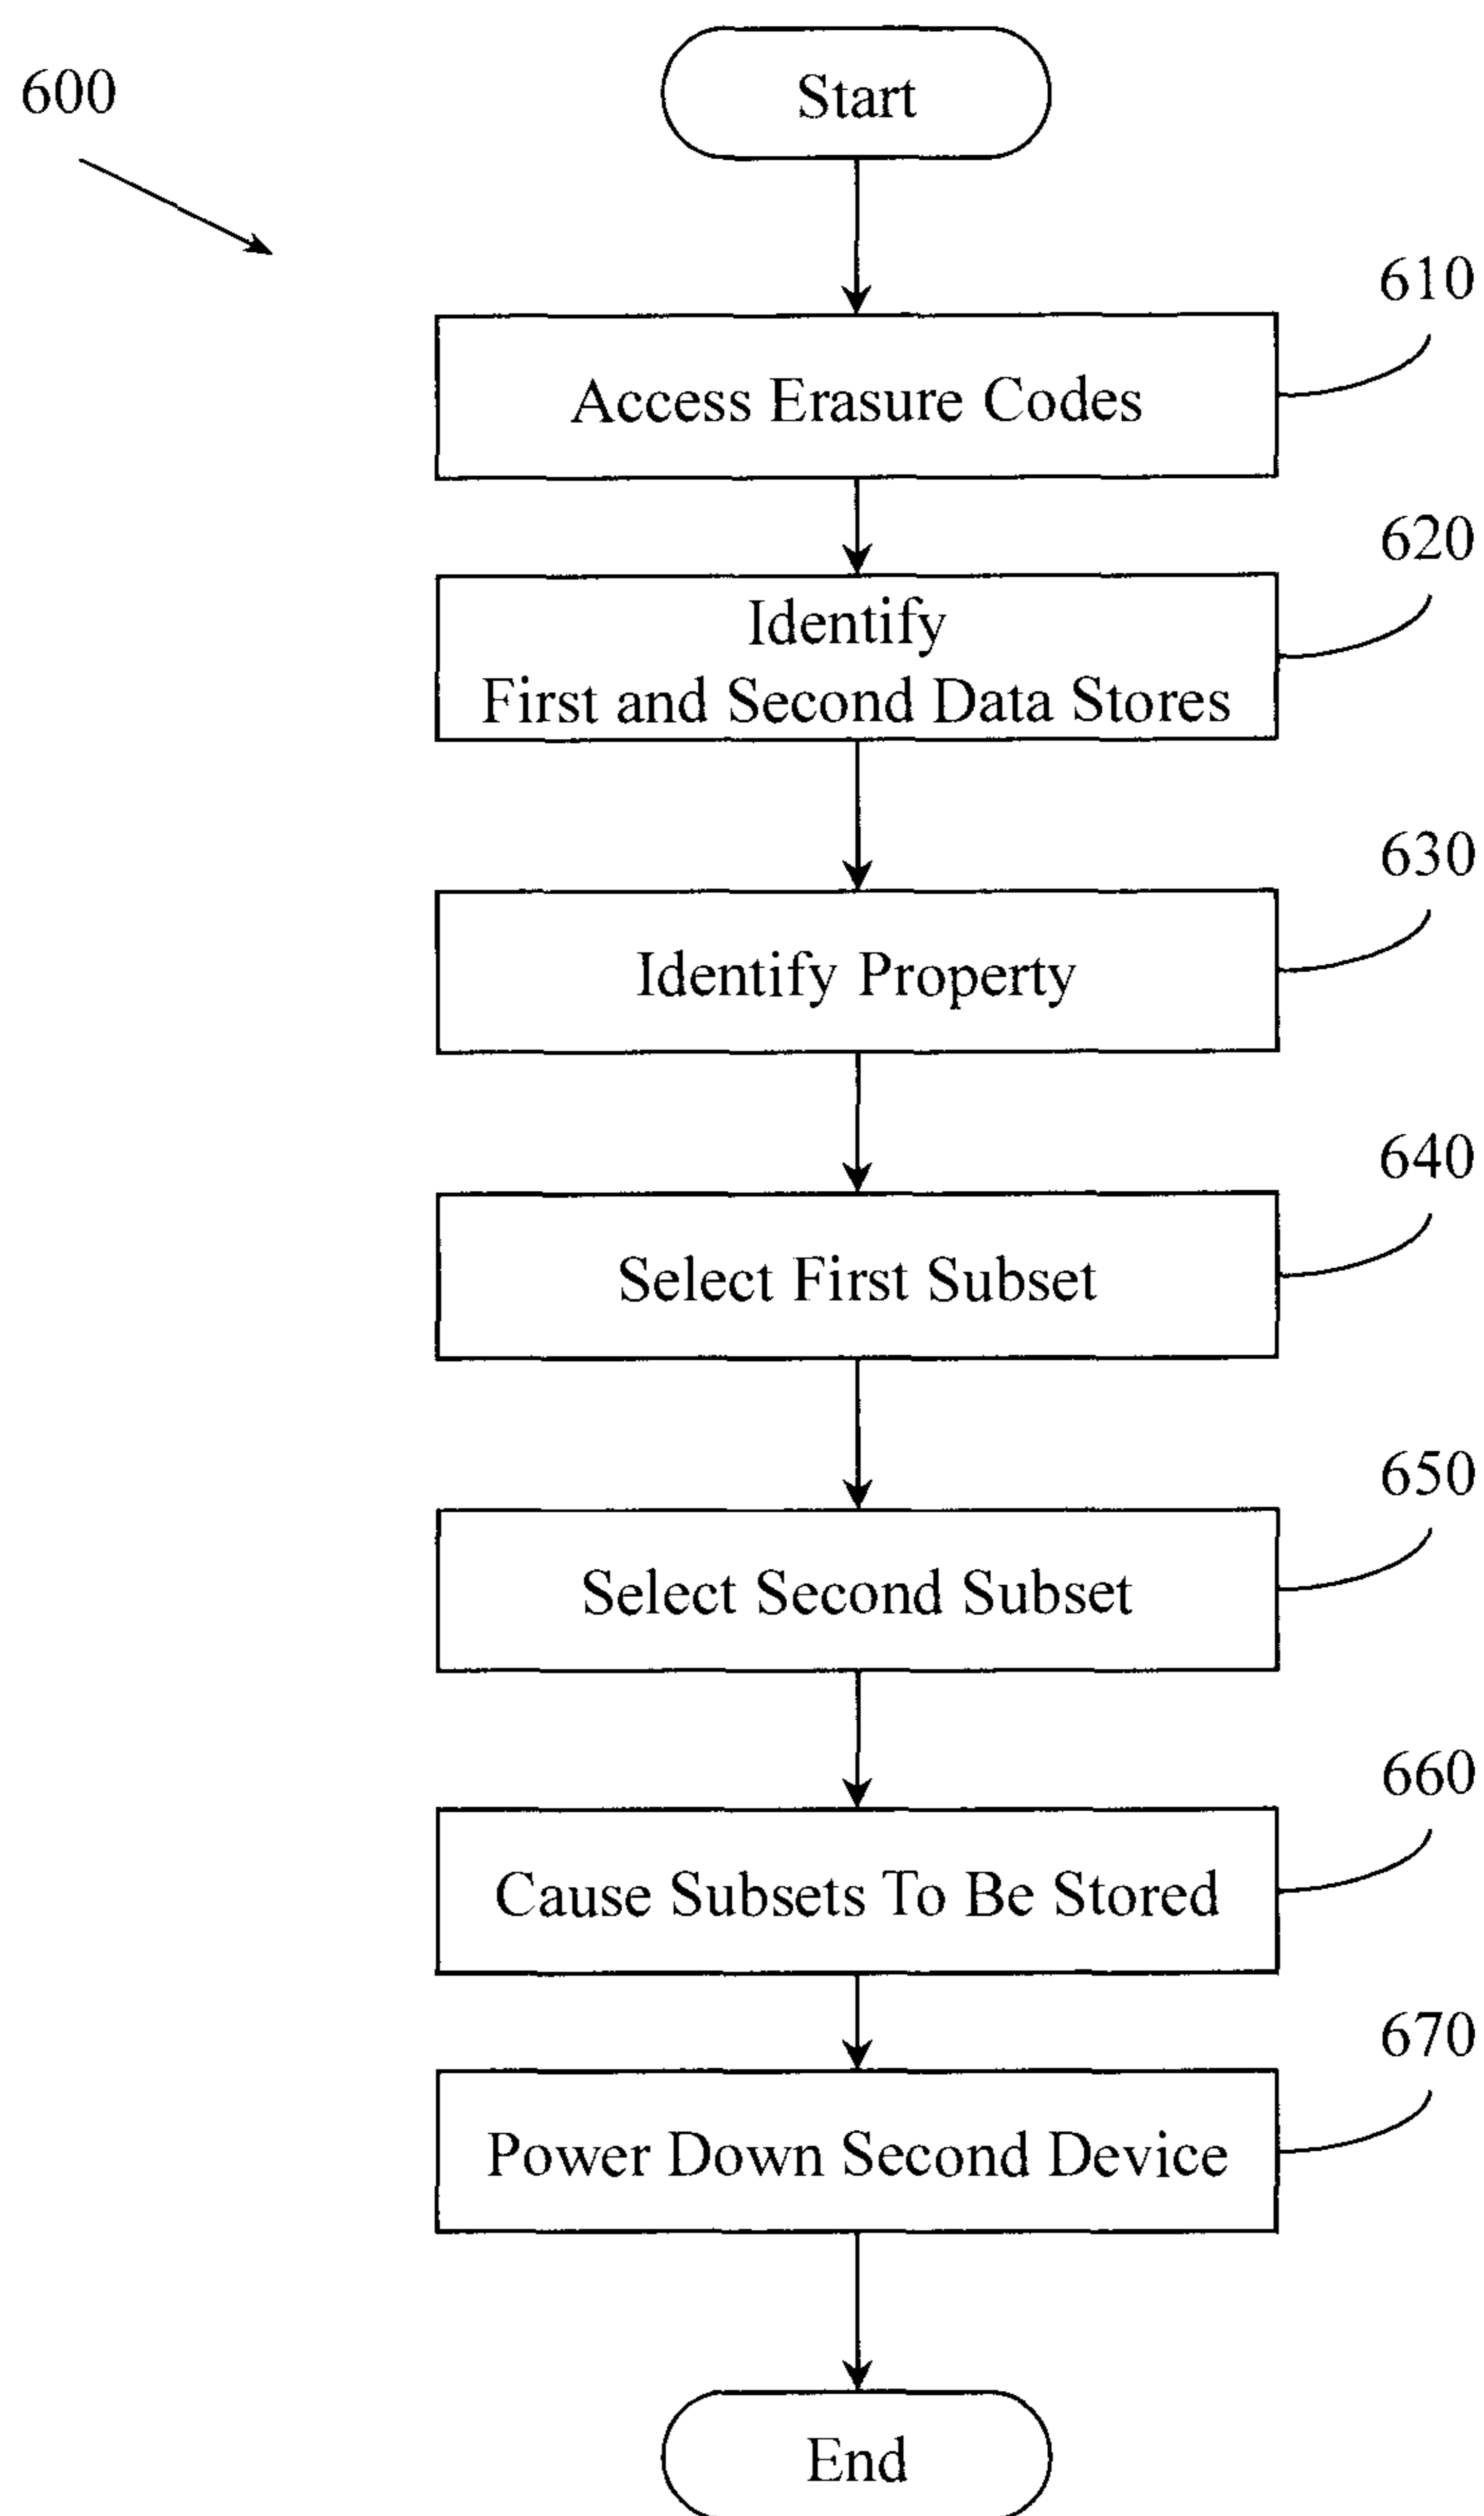 600
Start
610
Access Erasure Codes
620
Identify
First and Second Data Stores
630
Identify Property
640
Select First Subset
650
Select Second Subset
660
Cause Subsets To Be Stored
670
Power Down Second Device
End